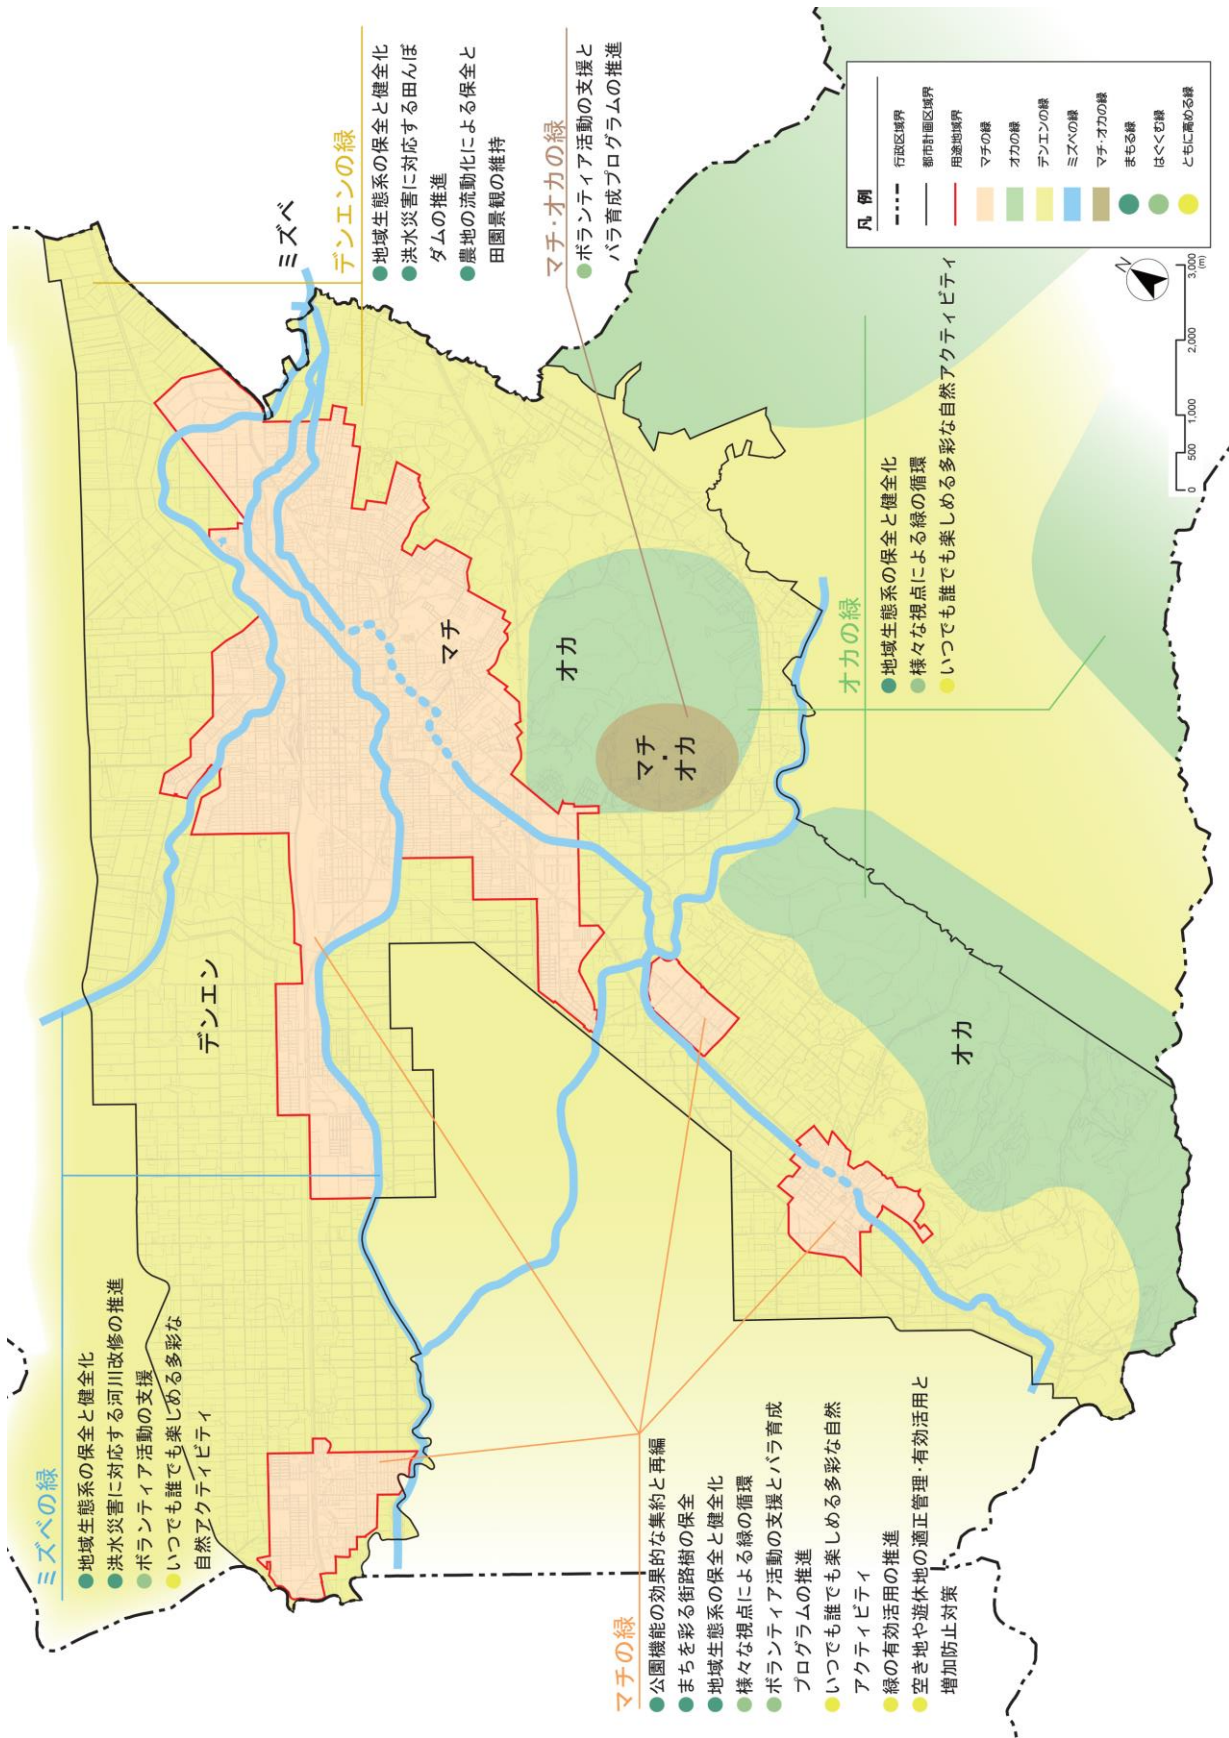 ミズベの緑
●地域生態系の保全と健全化
●洪水災害に対応する河川改修の推進
●ボランティア活動の支援
●いつでも誰でも楽しめる多彩な
自然アクティビティ
デンエンの緑
●地域生態系の保全と健全化
●洪水災害に対応する田んぼ
ダムの推進
●農地の流動化による保全と
田園景観の維持
マチ・オカの緑
●ボランティア活動の支援と
バラ育成プログラムの推進
ミズベ
デンエン
マチ
オカ
マチ
・
オカ
オカ
オカの緑
●地域生態系の保全と健全化
●様々な視点による緑の循環
●いつでも誰でも楽しめる多彩な自然アクティビティ
マチの緑
●公園機能の効果的な集約と再編
●まちを彩る街路樹の保全
●地域生態系の保全と健全化
●様々な視点による緑の循環
●ボランティア活動の支援とバラ育成
プログラムの推進
●いつでも誰でも楽しめる多彩な自然
アクティビティ
●緑の有効活用の推進
●空き地や遊休地の適正管理・有効活用と
増加防止対策
凡 例
行政区域界
都市計画区域界
用途地域界
マチの緑
オカの緑
デンエンの緑
ミズベの緑
マチ・オカの緑
まもる緑
はぐくむ緑
ともに高める緑
N
0 500 1,000 2,000 3,000
(m)